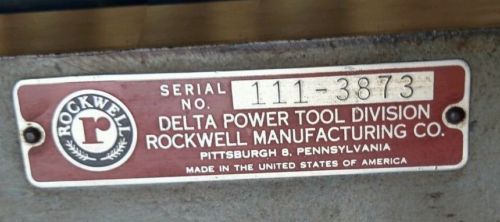 ROCKWELL
r
SERIAL NO. 111-3873
DELTA POWER TOOL DIVISION
ROCKWELL MANUFACTURING CO.
PITTSBURGH 8, PENNSYLVANIA
MADE IN THE UNITED STATES OF AMERICA